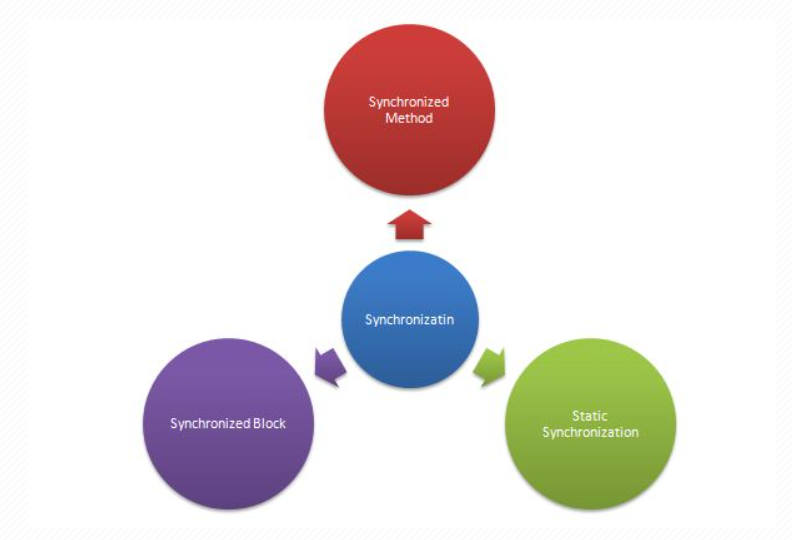 Synchronized
Method
Synchronizatin
Synchronized Block
Static
Synchronization